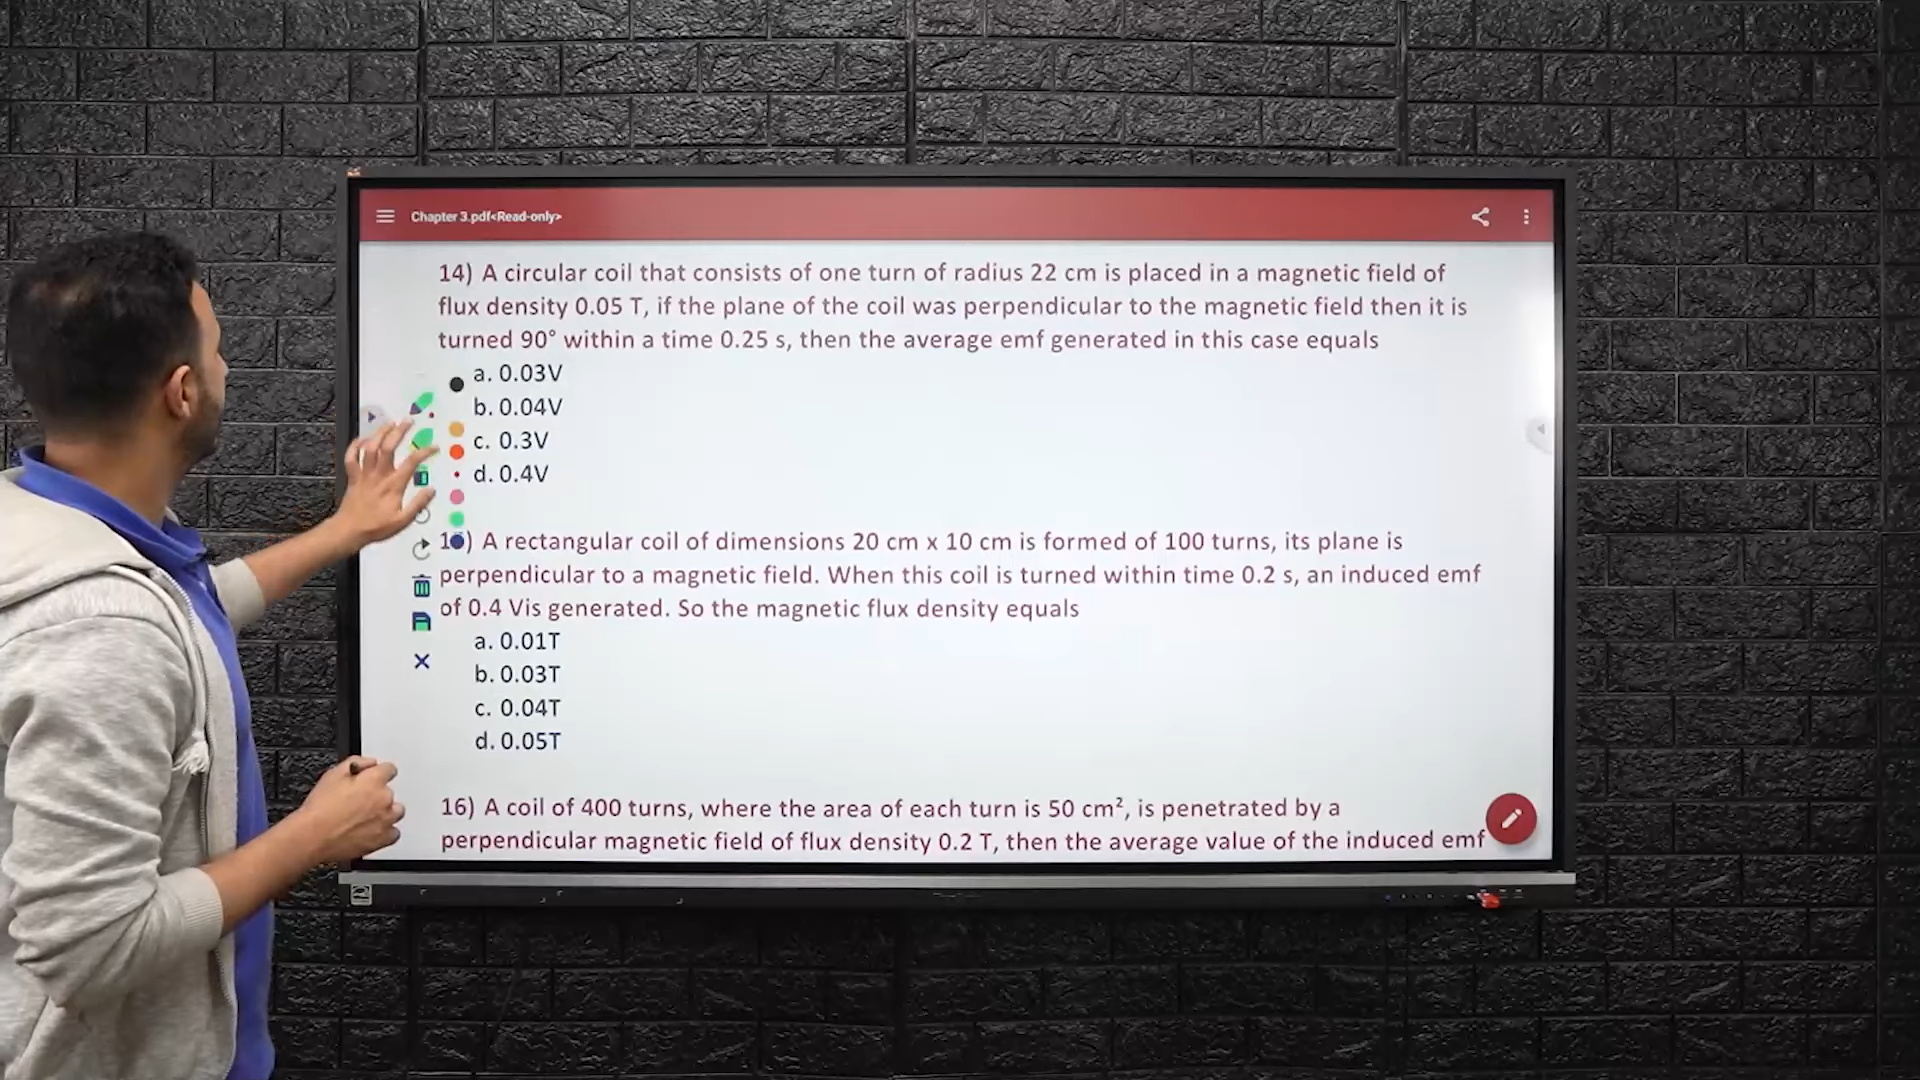 Chapter 3.pdf<Read-only>
14) A circular coil that consists of one turn of radius 22 cm is placed in a magnetic field of
flux density 0.05 T, if the plane of the coil was perpendicular to the magnetic field then it is
turned 90° within a time 0.25 s, then the average emf generated in this case equals
a. 0.03V
b. 0.04V
c. 0.3V
d. 0.4V
A rectangular coil of dimensions 20 cm x 10 cm is formed of 100 turns, its plane is
perpendicular to a magnetic field. When this coil is turned within time 0.2 s, an induced emf
of 0.4 Vis generated. So the magnetic flux density equals
a. 0.01T
b. 0.03T
c. 0.04T
d. 0.05T
16) A coil of 400 turns, where the area of each turn is 50 cm², is penetrated by a
perpendicular magnetic field of flux density 0.2 T, then the average value of the induced emf